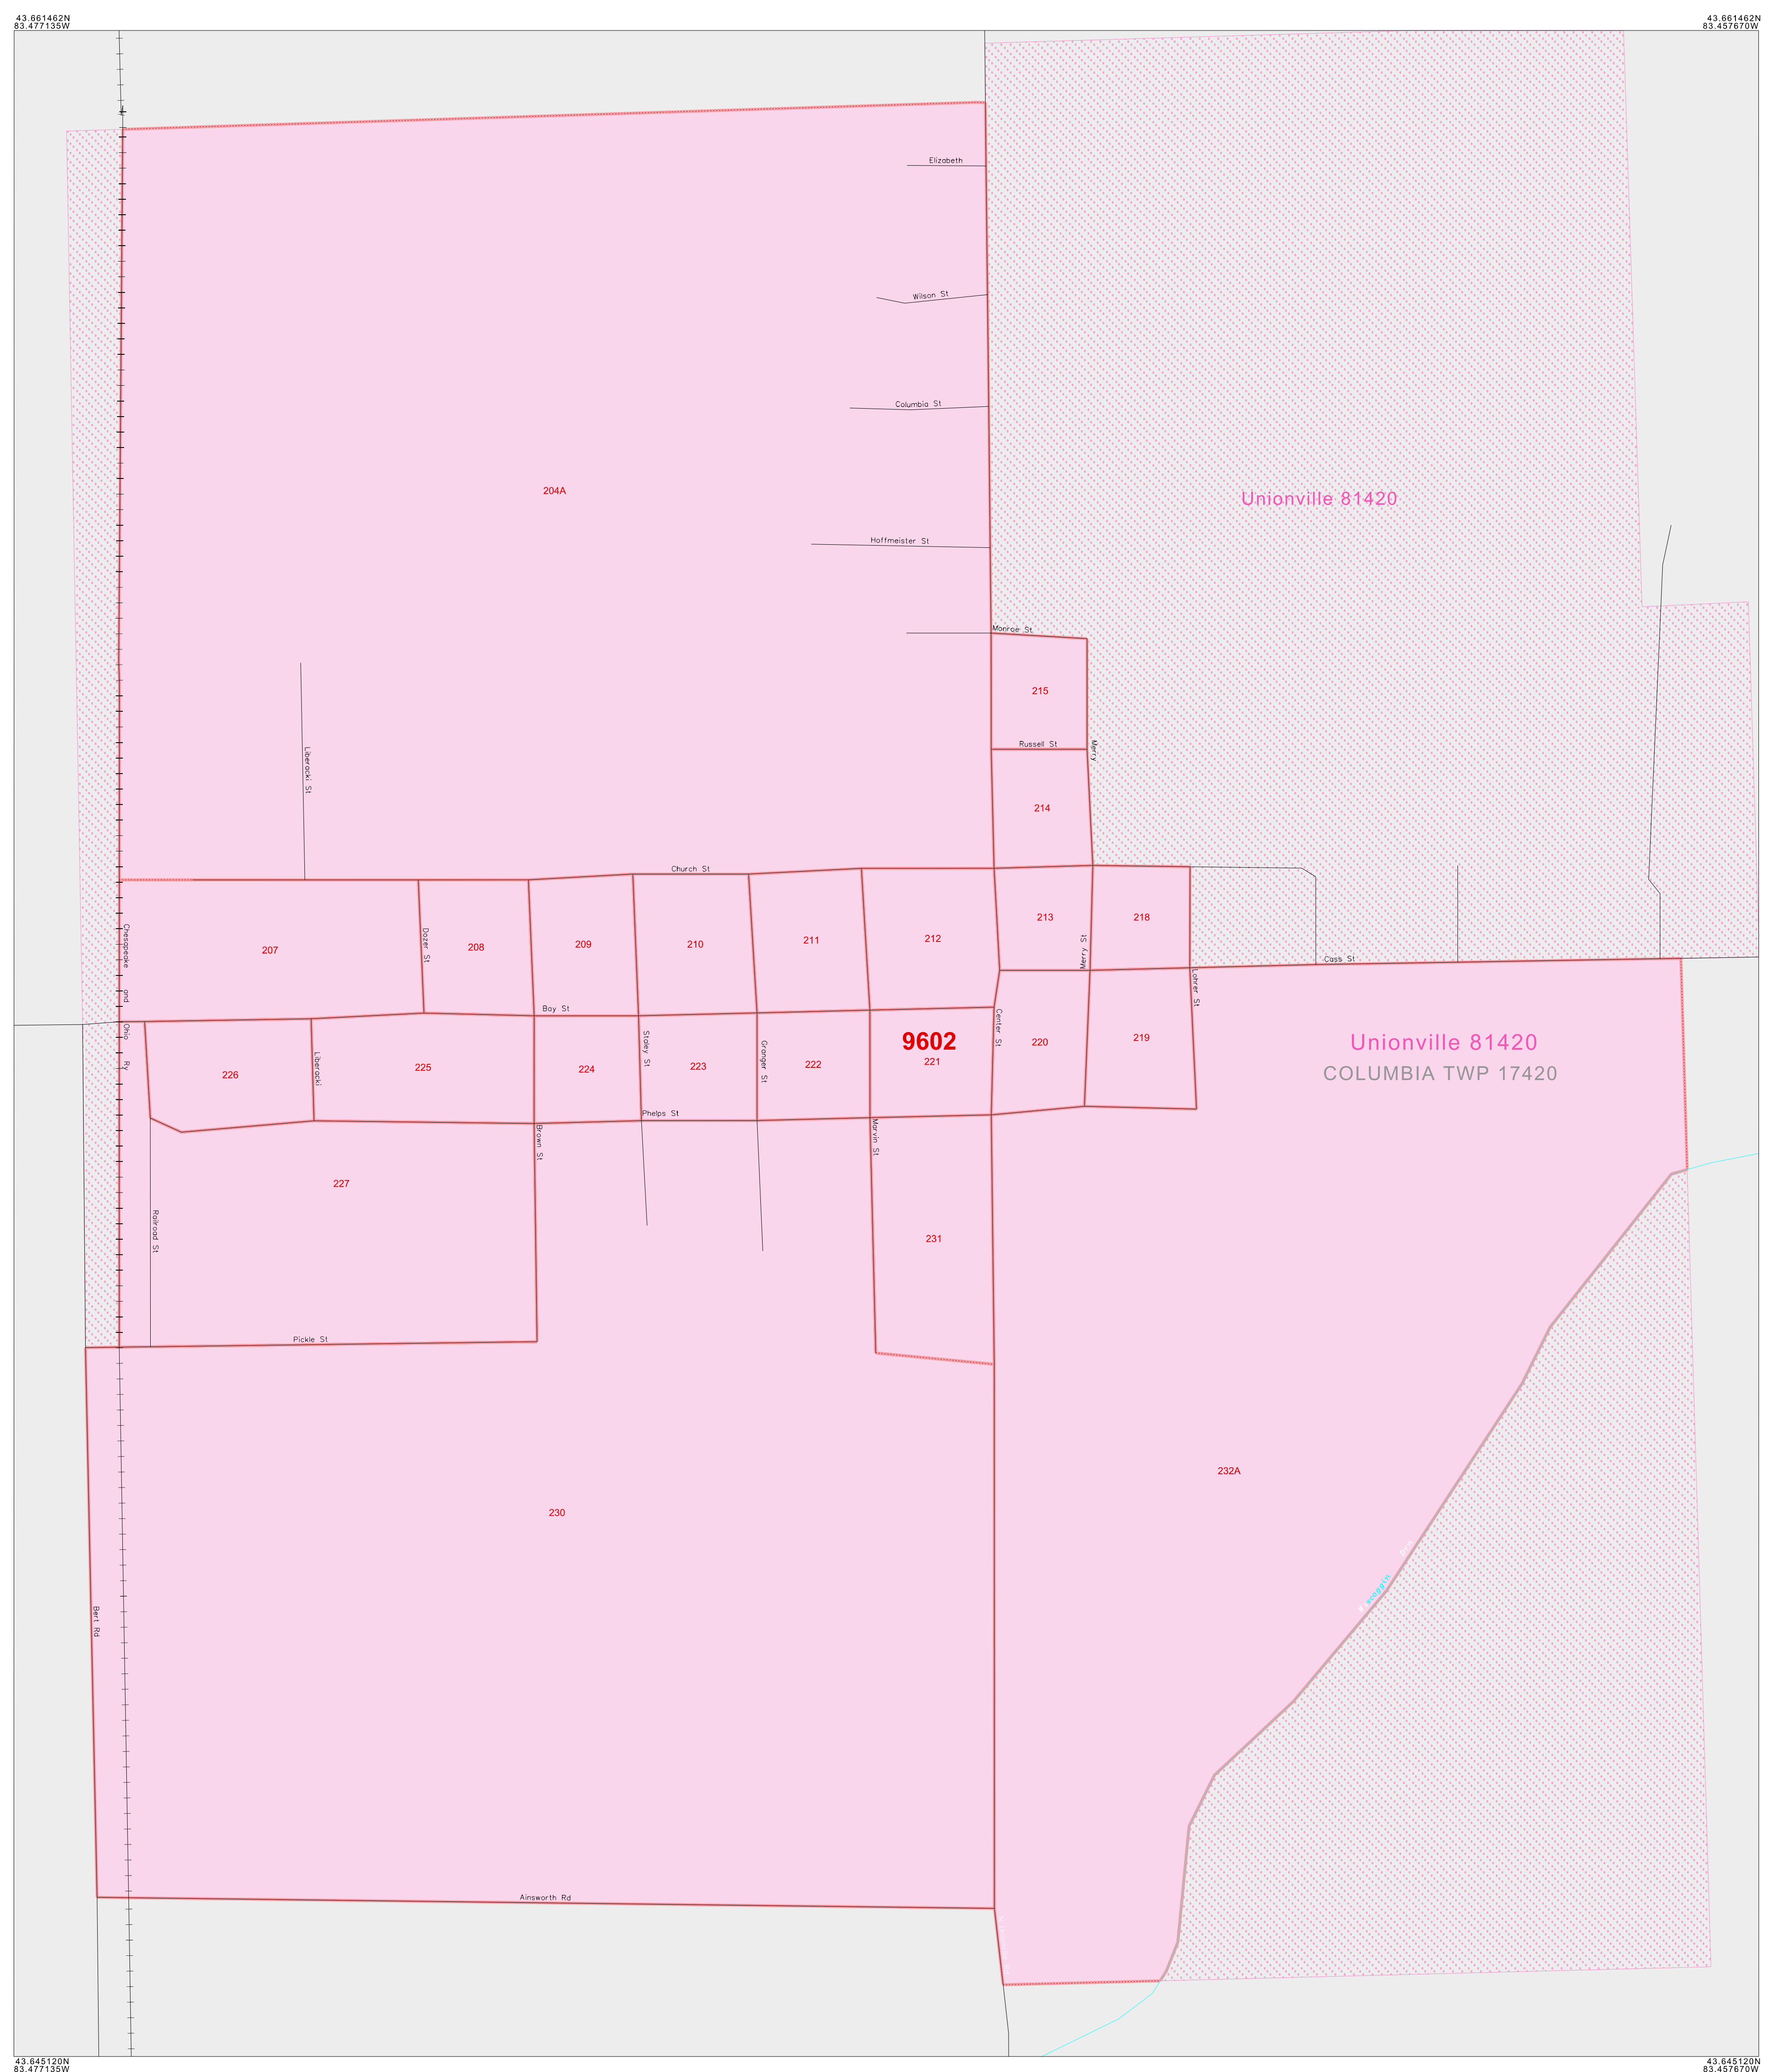 43.661462N
83.477135W
43.661462N
83.457670W
Elizabeth
Wilson St
Columbia St
204A
Unionville 81420
Hoffmeister St
Monroe St
215
Russell St
Merry
Liberacki St
214
Church St
213
218
212
211
210
209
208
207
Dozer St
Merry St
Chesapeake and Ohio Ry
Cass St
Lohrer St
Bay St
Center St
Staley St
Granger St
9602
221
220
219
Unionville 81420
COLUMBIA TWP 17420
226
Liberacki
225
224
223
222
Phelps St
Brown St
Marvin St
227
Railroad St
231
Pickle St
232A
230
Scoggin
Bert Rd
Ainsworth Rd
43.645120N
83.477135W
43.645120N
83.457670W